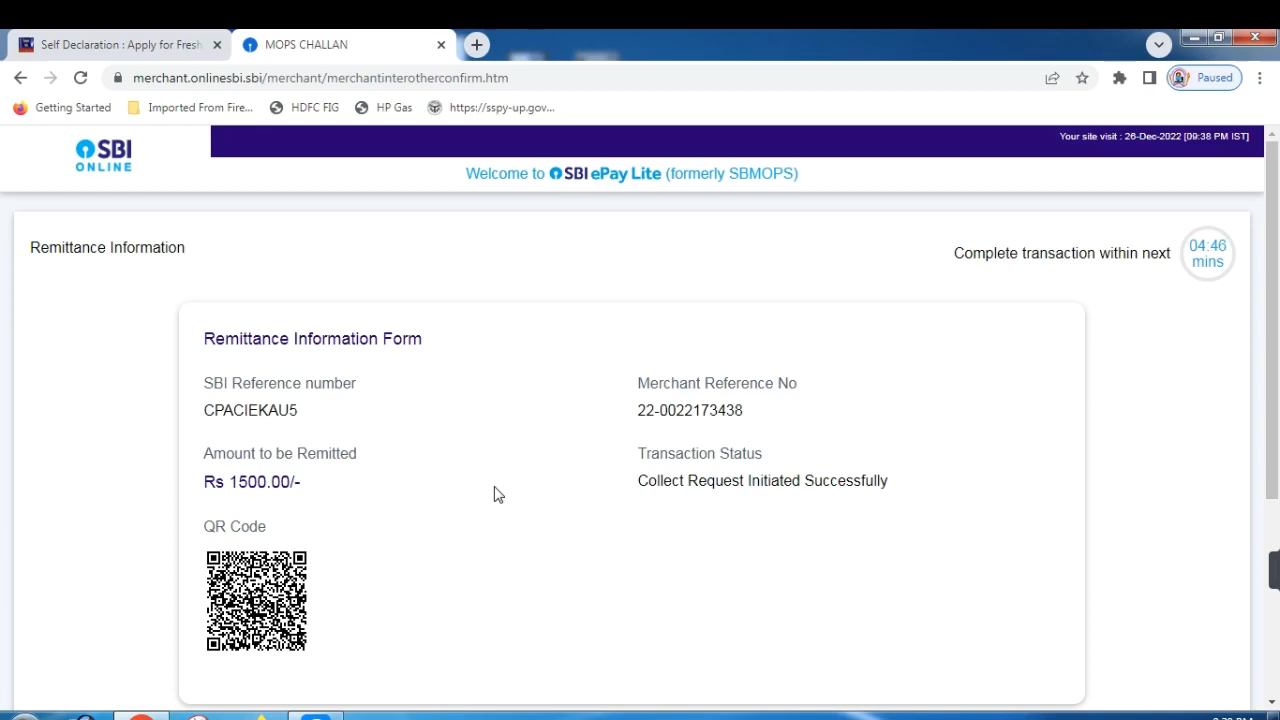 Self Declaration : Apply for Fresh
MOPS CHALLAN
merchant.onlinesbi.sbi/merchant/merchantinterotherconfirm.htm
Paused
Getting Started
Imported From Fire...
HDFC FIG
HP Gas
https://sspy-up.gov...
SBI
ONLINE
Your site visit : 26-Dec-2022 [09:38 PM IST]
Welcome to SBI ePay Lite (formerly SBMOPS)
Remittance Information
Complete transaction within next
04:46
mins
Remittance Information Form
SBI Reference number
Merchant Reference No
CPACIEKAU5
22-0022173438
Amount to be Remitted
Transaction Status
Rs 1500.00/-
Collect Request Initiated Successfully
QR Code